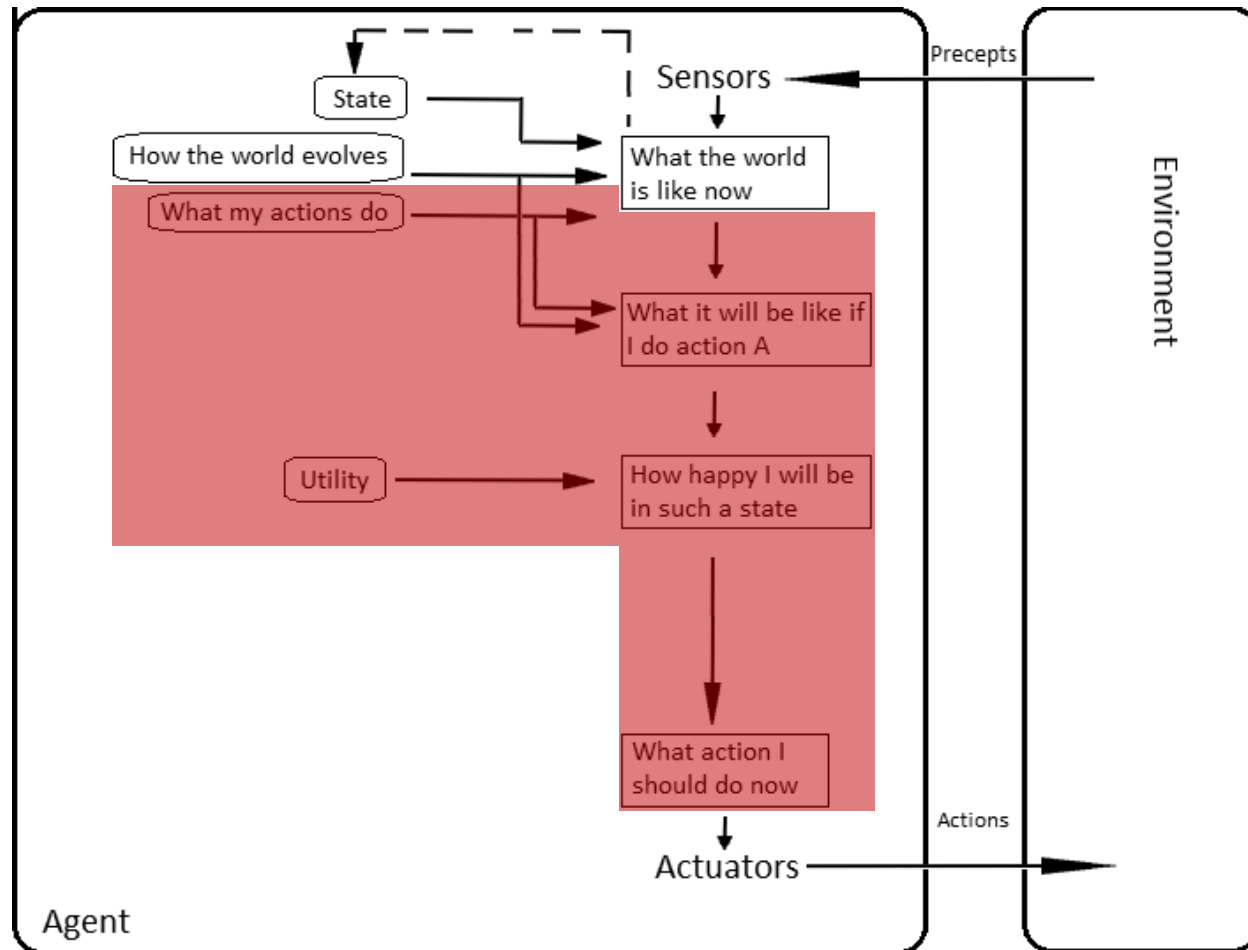 Precepts
Sensors
State
How the world evolves
What the world
is like now
What my actions do
Environment
What it will be like if
I do action A
Utility
How happy I will be
in such a state
What action I
should do now
Actions
Actuators
Agent